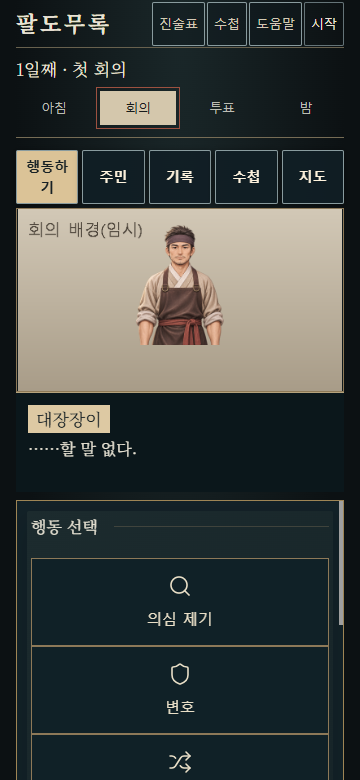 팔도무록
진술표 수첩 도움말 시작
1일째 · 첫 회의
아침 회의 투표 밤
행동하기 주민 기록 수첩 지도
회의 배경(임시)
대장장이
……할 말 없다.
행동 선택
의심 제기
변호